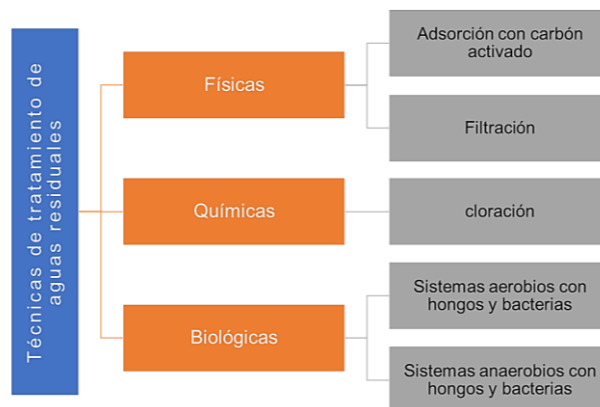 Técnicas de tratamiento de
aguas residuales
Físicas
Adsorción con carbón
activado
Filtración
Químicas
cloración
Biológicas
Sistemas aerobios con
hongos y bacterias
Sistemas anaerobios con
hongos y bacterias